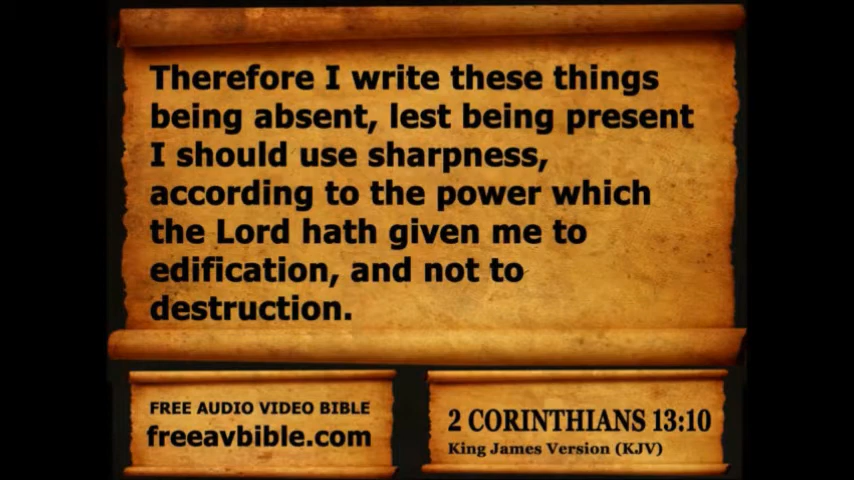 Therefore I write these things
being absent, lest being present
I should use sharpness,
according to the power which
the Lord hath given me to
edification, and not to
destruction.
FREE AUDIO VIDEO BIBLE
freeavbible.com
2 CORINTHIANS 13:10
King James Version (KJV)